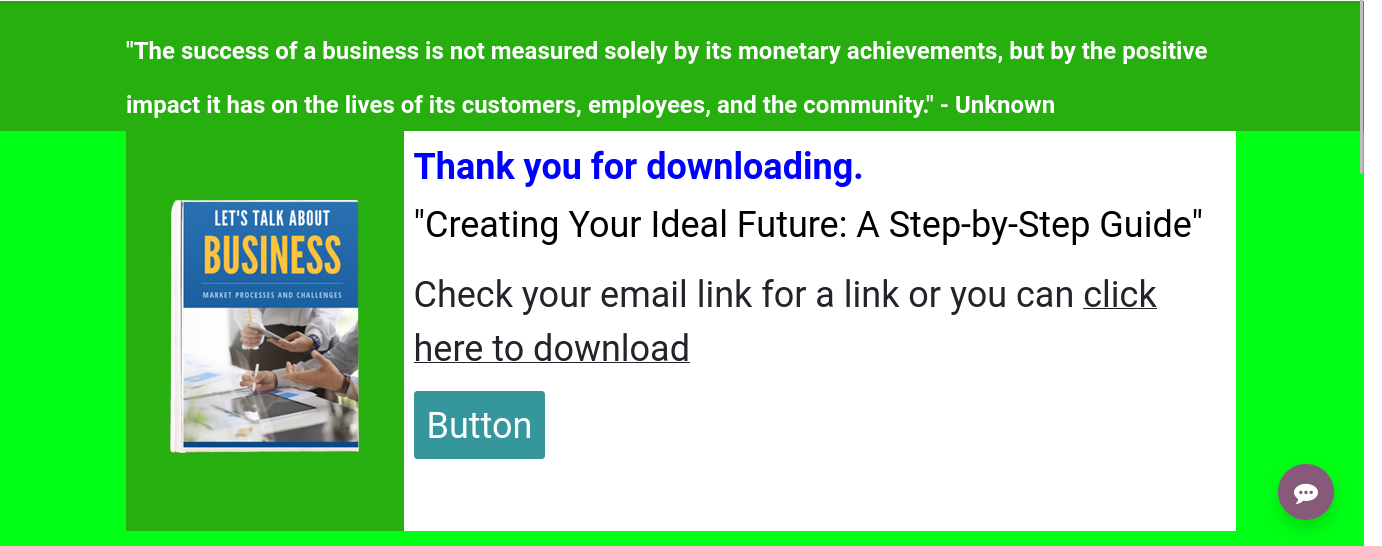 "The success of a business is not measured solely by its monetary achievements, but by the positive
impact it has on the lives of its customers, employees, and the community." - Unknown
LET'S TALK ABOUT
BUSINESS
MARKET PROCESSES AND CHALLENGES
Thank you for downloading.
"Creating Your Ideal Future: A Step-by-Step Guide"
Check your email link for a link or you can click
here to download
Button